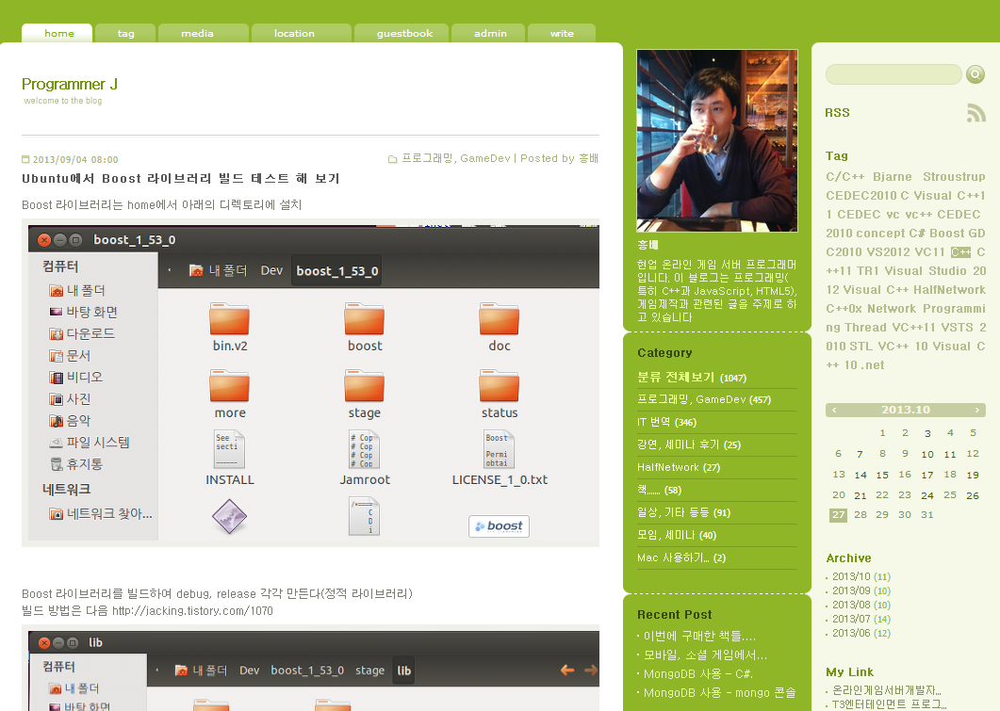 home tag media location guestbook admin write
Programmer J
welcome to the blog
2013/09/04 08:00
프로그래밍, GameDev | Posted by 흥배
Ubuntu에서 Boost 라이브러리 빌드 테스트 해 보기
Boost 라이브러리는 home에서 아래의 디렉토리에 설치
boost_1_53_0
컴퓨터
내 폴더
바탕 화면
다운로드
문서
비디오
사진
음악
파일 시스템
휴지통
네트워크
네트워크 찾아...
내 폴더 Dev boost_1_53_0
bin.v2 boost doc
more stage status
See
secti
# Cop
# Cop
# Cop
# Cop
Boost
Permi
obtai
INSTALL Jamroot LICENSE_1_0.txt
/*====
C
D
i
boost
Boost 라이브러리를 빌드하여 debug, release 각각 만든다(정적 라이브러리)
빌드 방법은 다음 http://jacking.tistory.com/1070
lib
컴퓨터
내 폴더
바탕 화면
내 폴더 Dev boost_1_53_0 stage lib
흥배
현업 온라인 게임 서버 프로그래머
입니다. 이 블로그는 프로그래밍(
특히 C++과 JavaScript, HTML5),
게임제작과 관련된 글을 주제로 하
고 있습니다
Category
분류 전체보기 (1047)
프로그래밍, GameDev (457)
IT 번역 (346)
강연, 세미나 후기 (25)
HalfNetwork (27)
책...... (58)
일상, 기타 등등 (91)
모임, 세미나 (40)
Mac 사용하기... (2)
Recent Post
이번에 구매한 책들....
모바일, 소셜 게임에서...
MongoDB 사용 - C#.
MongoDB 사용 - mongo 콘솔
RSS
Tag
C/C++ Bjarne Stroustrup
CEDEC2010 C Visual C++1
1 CEDEC vc vc++ CEDEC
2010 concept C# Boost GD
C2010 VS2012 VC11 C++ C
++11 TR1 Visual Studio 20
12 Visual C++ HalfNetwork
C++0x Network Programmi
ng Thread VC++11 VSTS 2
010 STL VC++ 10 Visual C
++ 10 .net
‹ 2013.10 ›
1 2 3 4 5
6 7 8 9 10 11 12
13 14 15 16 17 18 19
20 21 22 23 24 25 26
27 28 29 30 31
Archive
2013/10 (11)
2013/09 (10)
2013/08 (10)
2013/07 (14)
2013/06 (12)
My Link
온라인게임서버개발자...
T3엔터테인먼트 프로그...